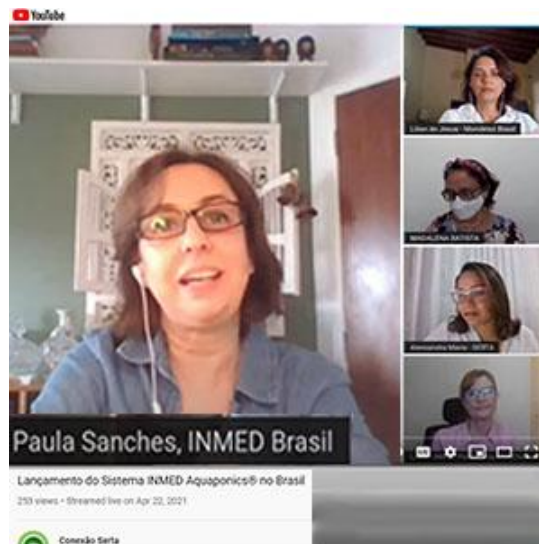 YouTube
Lilian de Jesus - Mondelez Brasil
MADALENA BATISTA
Alessandra Maria - SERTA
Paula Sanches, INMED Brasil
Lançamento do Sistema INMED Aquaponics® no Brasil
253 views • Streamed live on Apr 22, 2021
Conexão Serta